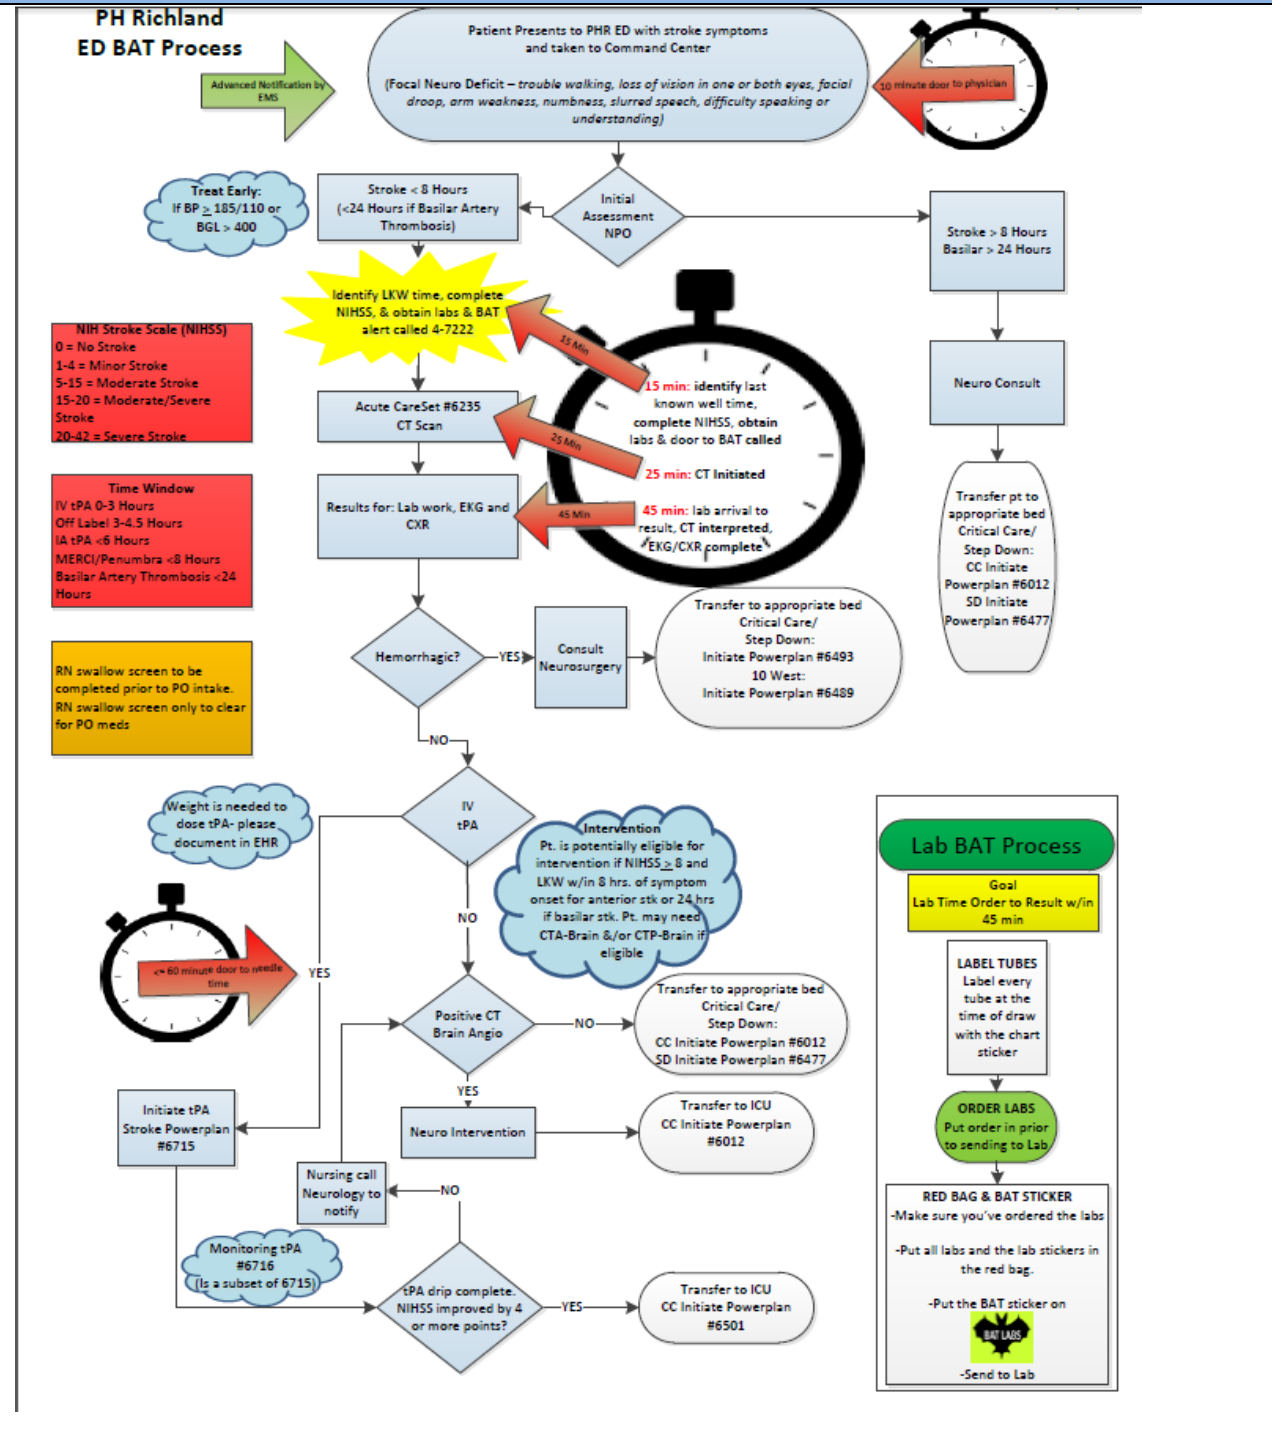 PH Richland
ED BAT Process
Advanced Notification by
EMS
Patient Presents to PHR ED with stroke symptoms
and taken to Command Center
(Focal Neuro Deficit – trouble walking, loss of vision in one or both eyes, facial
droop, arm weakness, numbness, slurred speech, difficulty speaking or
understanding)
10 minute door to physician
Treat Early:
If BP > 185/110 or
BGL > 400
Stroke < 8 Hours
(<24 Hours if Basilar Artery
Thrombosis)
Initial
Assessment
NPO
Stroke > 8 Hours
Basilar > 24 Hours
Identify LKW time, complete
NIHSS, & obtain labs & BAT
alert called 4-7222
15 Min
NIH Stroke Scale (NIHSS)
0 = No Stroke
1-4 = Minor Stroke
5-15 = Moderate Stroke
15-20 = Moderate/Severe
Stroke
20-42 = Severe Stroke
Acute CareSet #6235
CT Scan
25 Min
15 min: identify last
known well time,
complete NIHSS, obtain
labs & door to BAT called
25 min: CT Initiated
45 min: lab arrival to
result, CT interpreted,
EKG/CXR complete
Neuro Consult
Time Window
IV tPA 0-3 Hours
Off Label 3-4.5 Hours
IA tPA <6 Hours
MERCI/Penumbra <8 Hours
Basilar Artery Thrombosis <24
Hours
Results for: Lab work, EKG and
CXR
45 Min
Transfer pt to
appropriate bed
Critical Care/
Step Down:
CC Initiate
Powerplan #6012
SD Initiate
Powerplan #6477
RN swallow screen to be
completed prior to PO intake.
RN swallow screen only to clear
for PO meds
Hemorrhagic?
YES
Consult
Neurosurgery
Transfer to appropriate bed
Critical Care/
Step Down:
Initiate Powerplan #6493
10 West:
Initiate Powerplan #6489
NO
Weight is needed to
dose tPA- please
document in EHR
IV
tPA
Intervention
Pt. is potentially eligible for
intervention if NIHSS > 8 and
LKW w/in 8 hrs. of symptom
onset for anterior stk or 24 hrs
if basilar stk. Pt. may need
CTA-Brain &/or CTP-Brain if
eligible
NO
<= 60 minute door to needle
time
YES
Positive CT
Brain Angio
NO
Transfer to appropriate bed
Critical Care/
Step Down:
CC Initiate Powerplan #6012
SD Initiate Powerplan #6477
YES
Initiate tPA
Stroke Powerplan
#6715
Neuro Intervention
Transfer to ICU
CC Initiate Powerplan
#6012
Nursing call
Neurology to
notify
NO
Monitoring tPA
#6716
(Is a subset of 6715)
tPA drip complete.
NIHSS improved by 4
or more points?
YES
Transfer to ICU
CC Initiate Powerplan
#6501
Lab BAT Process
Goal
Lab Time Order to Result w/in
45 min
LABEL TUBES
Label every
tube at the
time of draw
with the chart
sticker
ORDER LABS
Put order in prior
to sending to Lab
RED BAG & BAT STICKER
-Make sure you've ordered the labs
-Put all labs and the lab stickers in
the red bag.
-Put the BAT sticker on
BAT LABS
-Send to Lab